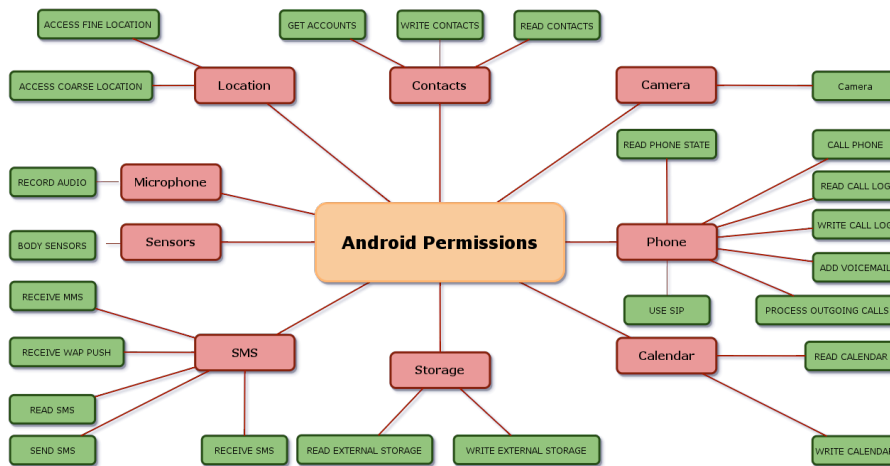 ACCESS FINE LOCATION
GET ACCOUNTS
WRITE CONTACTS
READ CONTACTS
ACCESS COARSE LOCATION
Location
Contacts
Camera
Camera
READ PHONE STATE
CALL PHONE
RECORD AUDIO
Microphone
READ CALL LOG
WRITE CALL LOG
BODY SENSORS
Sensors
Android Permissions
Phone
ADD VOICEMAIL
RECEIVE MMS
USE SIP
PROCESS OUTGOING CALLS
RECEIVE WAP PUSH
SMS
Storage
Calendar
READ CALENDAR
READ SMS
SEND SMS
RECEIVE SMS
READ EXTERNAL STORAGE
WRITE EXTERNAL STORAGE
WRITE CALENDAR